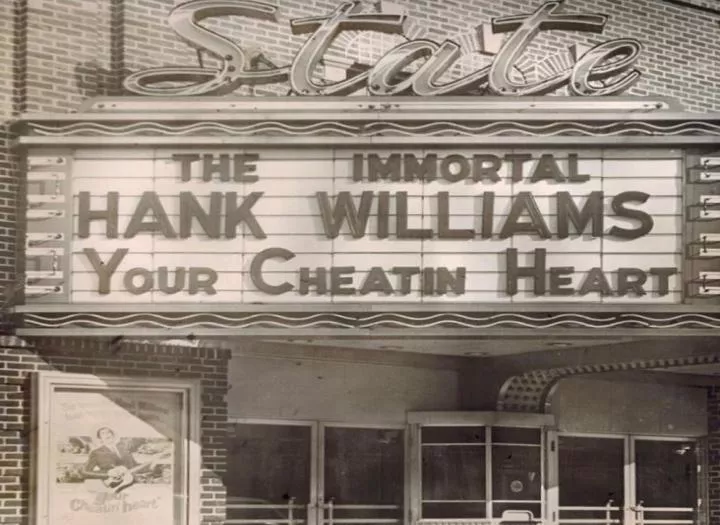 State
THE IMMORTAL
HANK WILLIAMS
YOUR CHEATIN HEART
Your
Cheatin' heart"